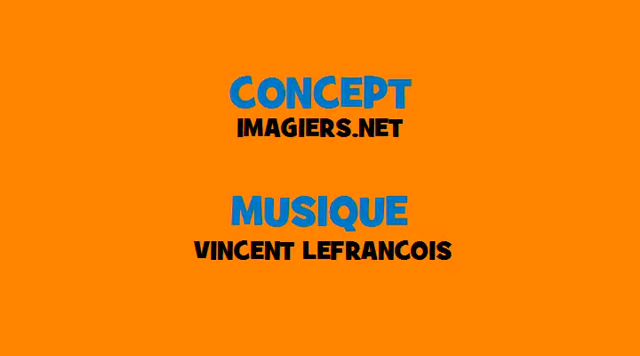 CONCEPT
IMAGIERS.NET
MUSIQUE
VINCENT LEFRANCOIS